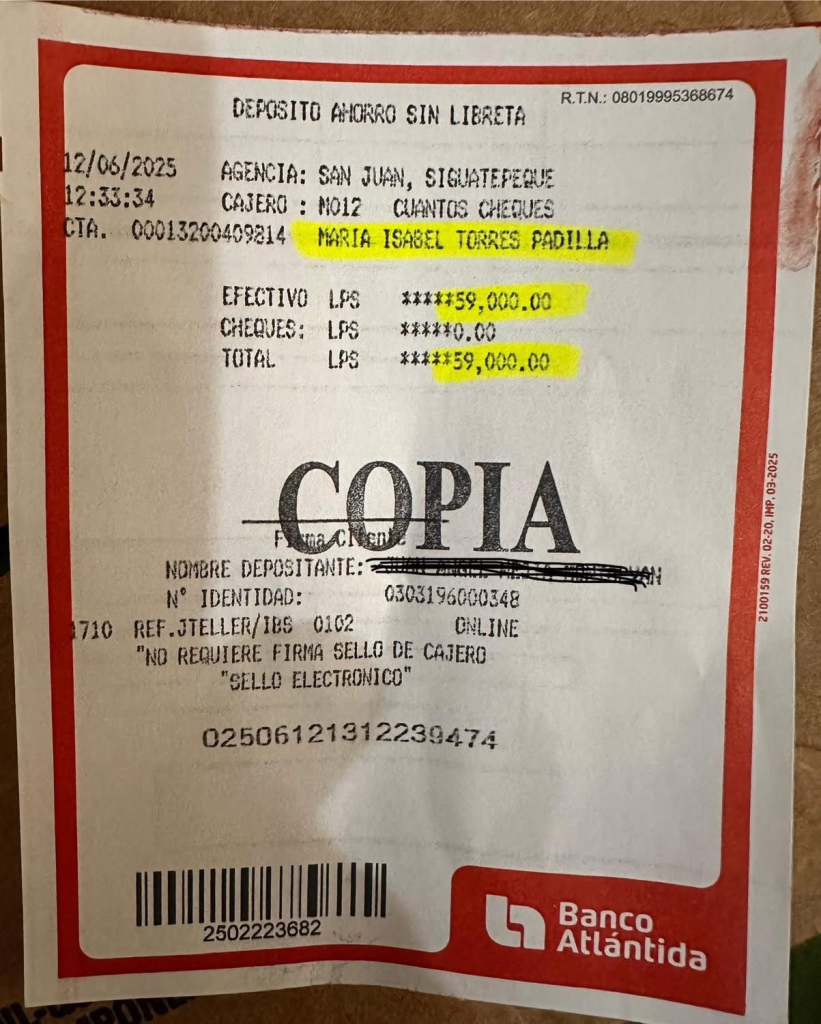 R.T.N.: 08019995368674
DEPOSITO AHORRO SIN LIBRETA
12/06/2025 AGENCIA: SAN JUAN, SIGUATEPEQUE
12:33:34 CAJERO : M012 CUANTOS CHEQUES
CTA. 00013200409814 MARIA ISABEL TORRES PADILLA
EFECTIVO LPS *****59,000.00
CHEQUES: LPS *****0.00
TOTAL LPS *****59,000.00
COPIA
Firma Cliente
NOMBRE DEPOSITANTE:
N° IDENTIDAD: 0303196000348
1710 REF.JTELLER/IBS 0102 ONLINE
"NO REQUIERE FIRMA SELLO DE CAJERO
"SELLO ELECTRONICO"
02506121312239474
2502223682
Banco
Atlántida
2100159 REV. 02-20, IMP. 03-2025